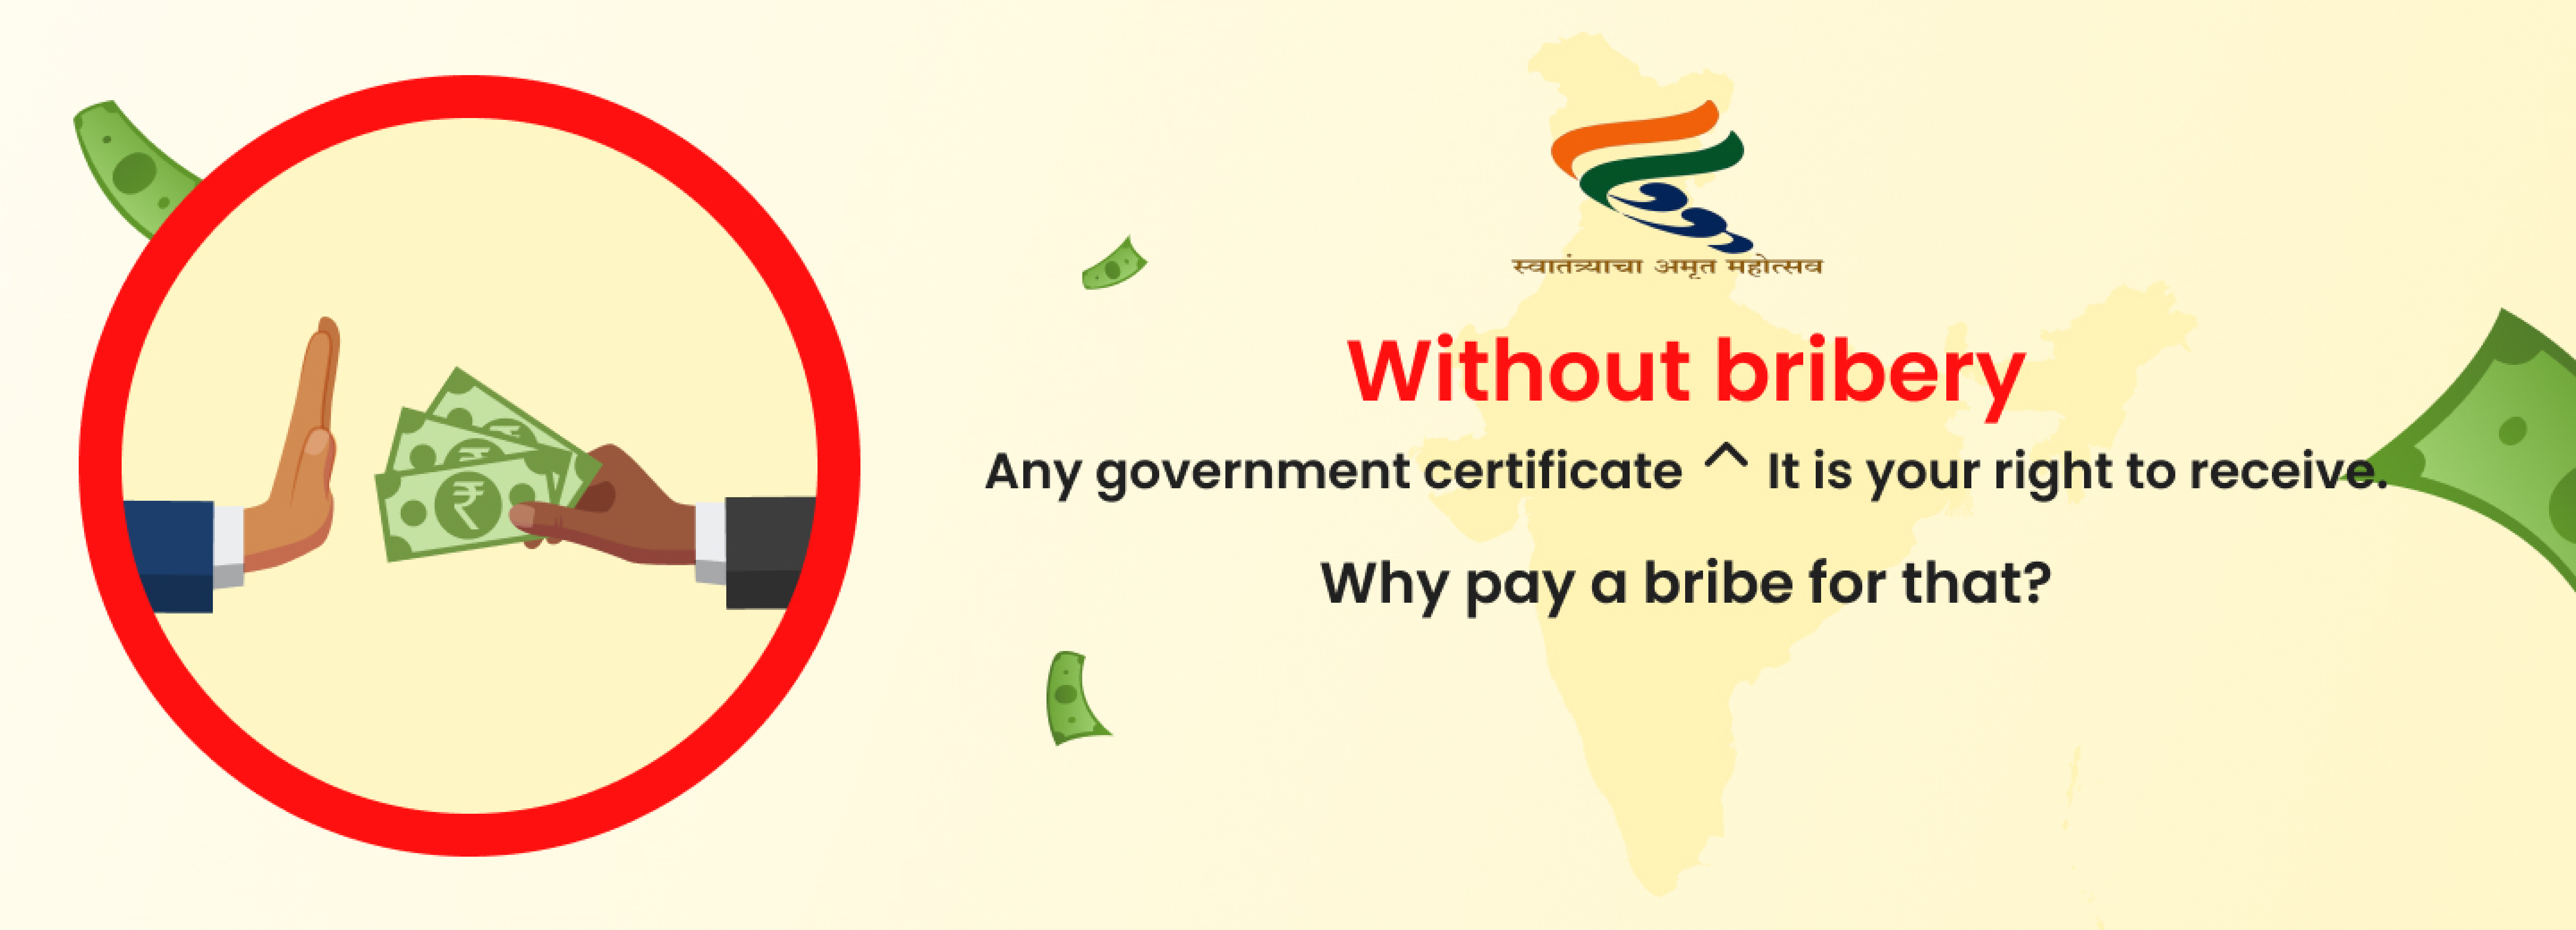 स्वातंत्र्याचा अमृत महोत्सव
Without bribery
Any government certificate ^ It is your right to receive.
Why pay a bribe for that?
₹